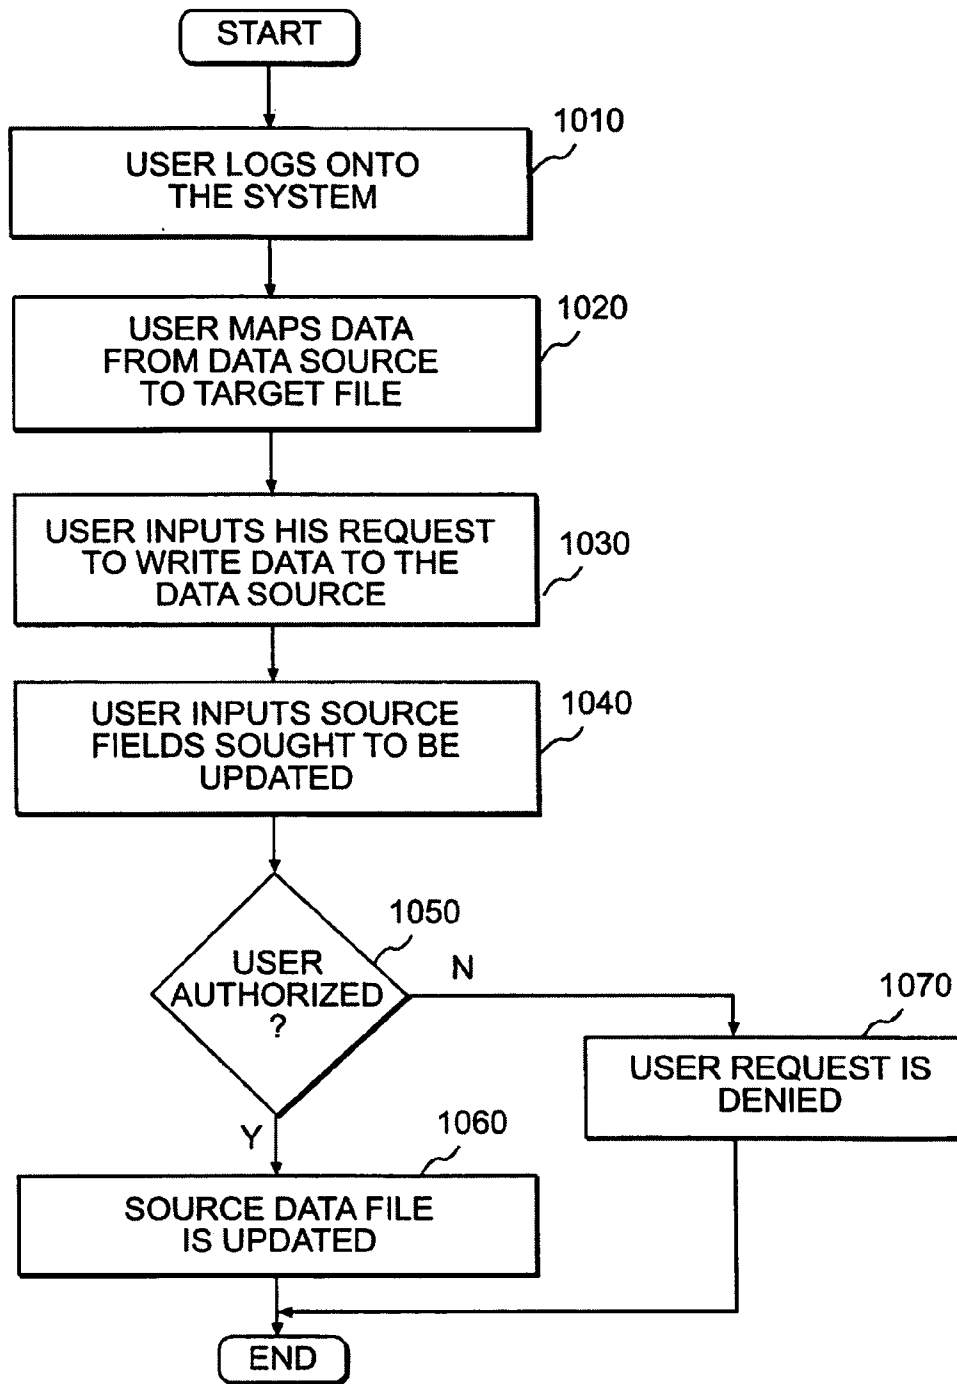 START
1010
USER LOGS ONTO
THE SYSTEM
1020
USER MAPS DATA
FROM DATA SOURCE
TO TARGET FILE
USER INPUTS HIS REQUEST
TO WRITE DATA TO THE
DATA SOURCE
1030
1040
USER INPUTS SOURCE
FIELDS SOUGHT TO BE
UPDATED
1050
USER
AUTHORIZED
?
N
1070
USER REQUEST IS
DENIED
Y
1060
SOURCE DATA FILE
IS UPDATED
END